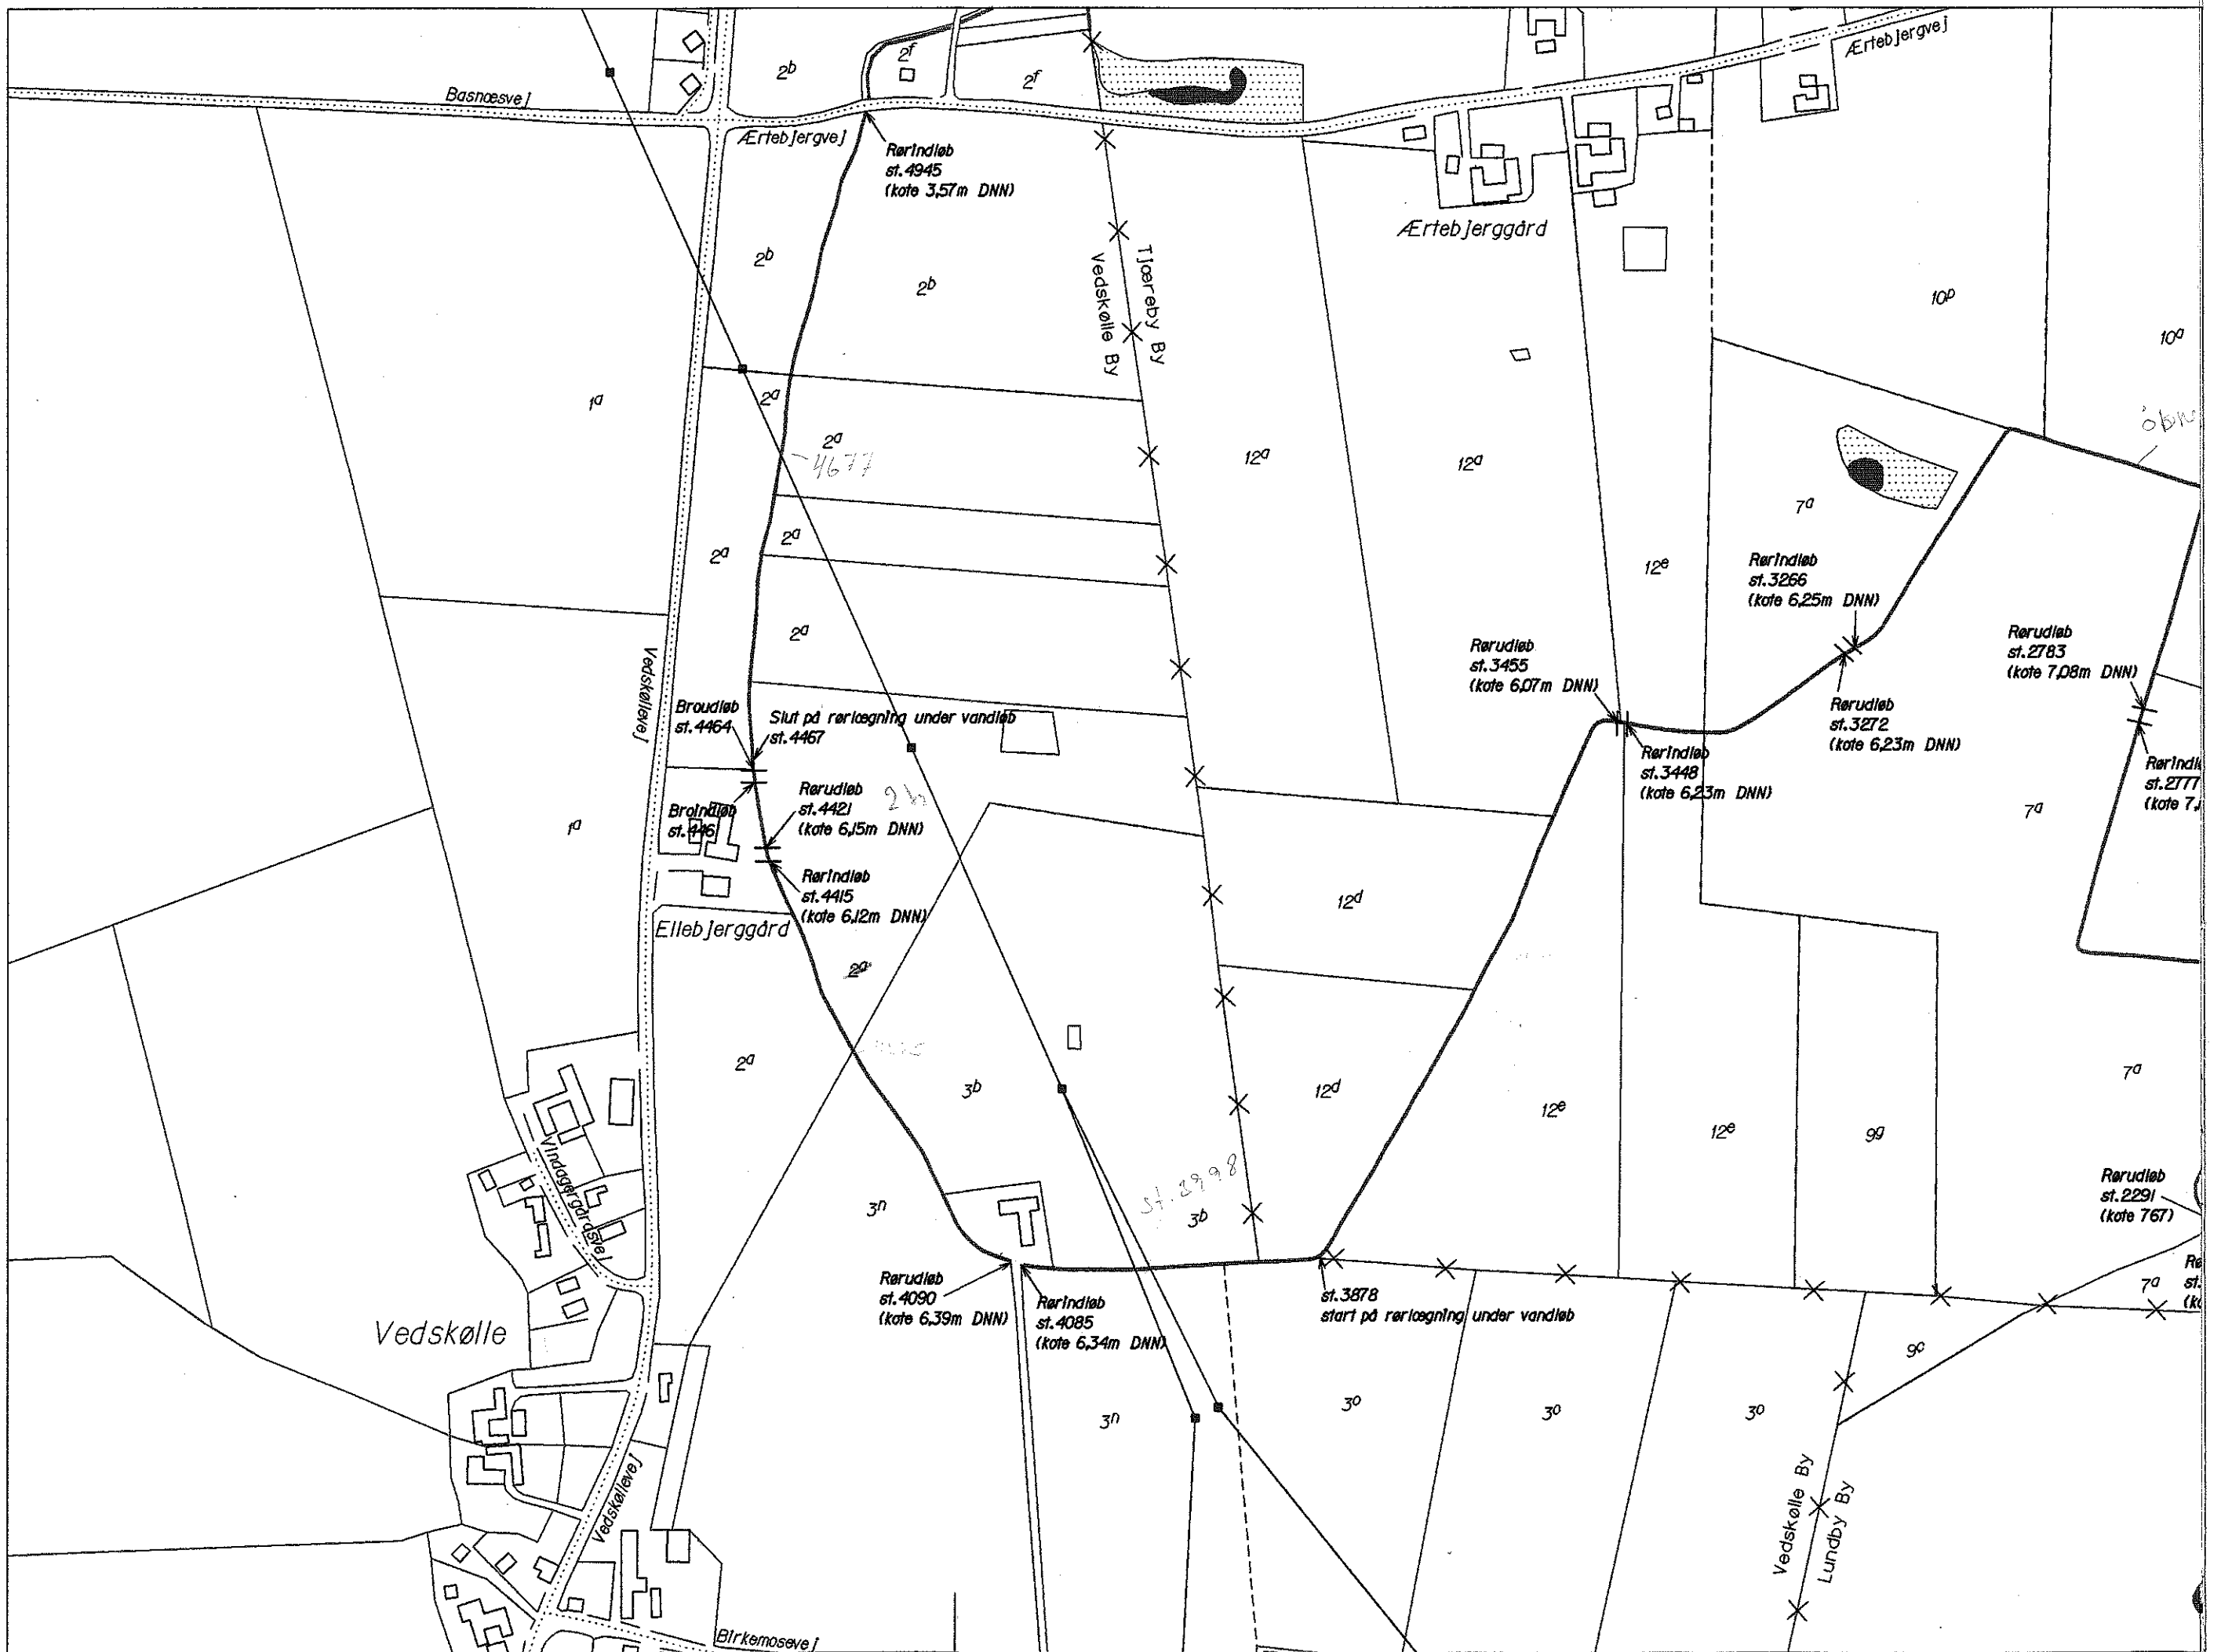 Basnæsvej
2b
2f
2f
Ærtebjergvej
Ærtebjergvej
Rørindløb
st.4945
(kote 3,57m DNN)
Ærtebjerggård
2b
2b
Tjæreby By
Vedskølle By
10p
10a
1a
2a
2a
4677
12a
12a
7a
2a
2a
12e
Rørindløb
st.3266
(kote 6,25m DNN)
2a
Vedskøllevej
Rørudløb
st.3455
(kote 6,07m DNN)
Rørudløb
st.2783
(kote 7,08m DNN)
Broudløb
st.4464
Slut på rørlægning under vandløb
st.4467
Rørudløb
st.3272
(kote 6,23m DNN)
Rørindløb
st.3448
(kote 6,23m DNN)
Rørindl
st.2777
(kote 7,
Broindløb
st.446
Rørudløb
st.4421
(kote 6,15m DNN)
1a
7a
Rørindløb
st.4415
(kote 6,12m DNN)
12d
Ellebjerggård
2a
2a
3b
12d
12e
12e
9g
7a
Vindagergårdsvej
st. 3998
3n
3b
Rørudløb
st.2291
(kote 767)
Rørudløb
st.4090
(kote 6,39m DNN)
Rørindløb
st.4085
(kote 6,34m DNN)
st.3878
start på rørlægning under vandløb
7a
Vedskølle
9c
3n
3o
3o
3o
Vedskøllevej
Vedskølle By
Lundby By
Birkemosevej